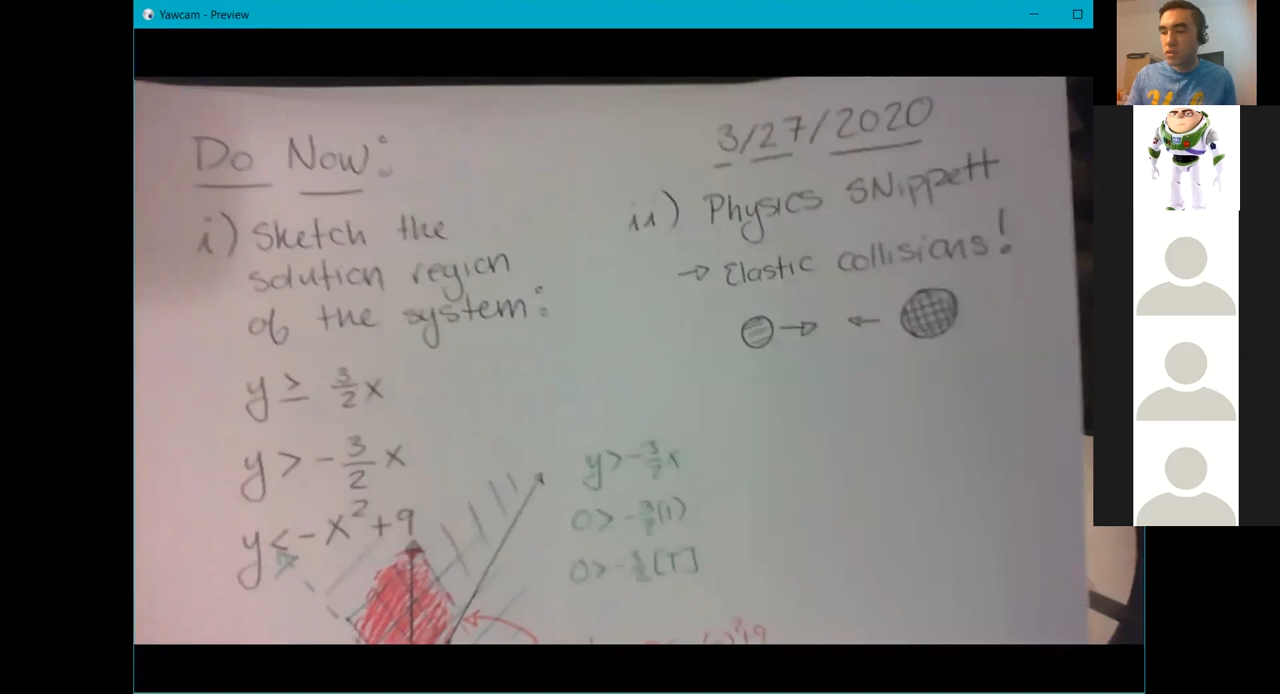 Yawcam - Preview
Do Now:
i) Sketch the
solution region
of the system:
y ≥ 3/2 x
y > -3/2 x
y < -x² + 9
3/27/2020
ii) Physics SNippett
→ Elastic collisions!
y > -3/2 x
0 > -3/2 (1)
0 > -3/2 [T]